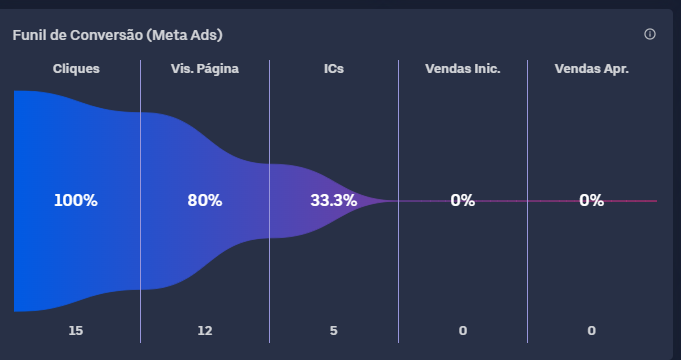 Funil de Conversão (Meta Ads)
Cliques Vis. Página ICs Vendas Inic. Vendas Apr.
100% 80% 33.3% 0% 0%
15 12 5 0 0